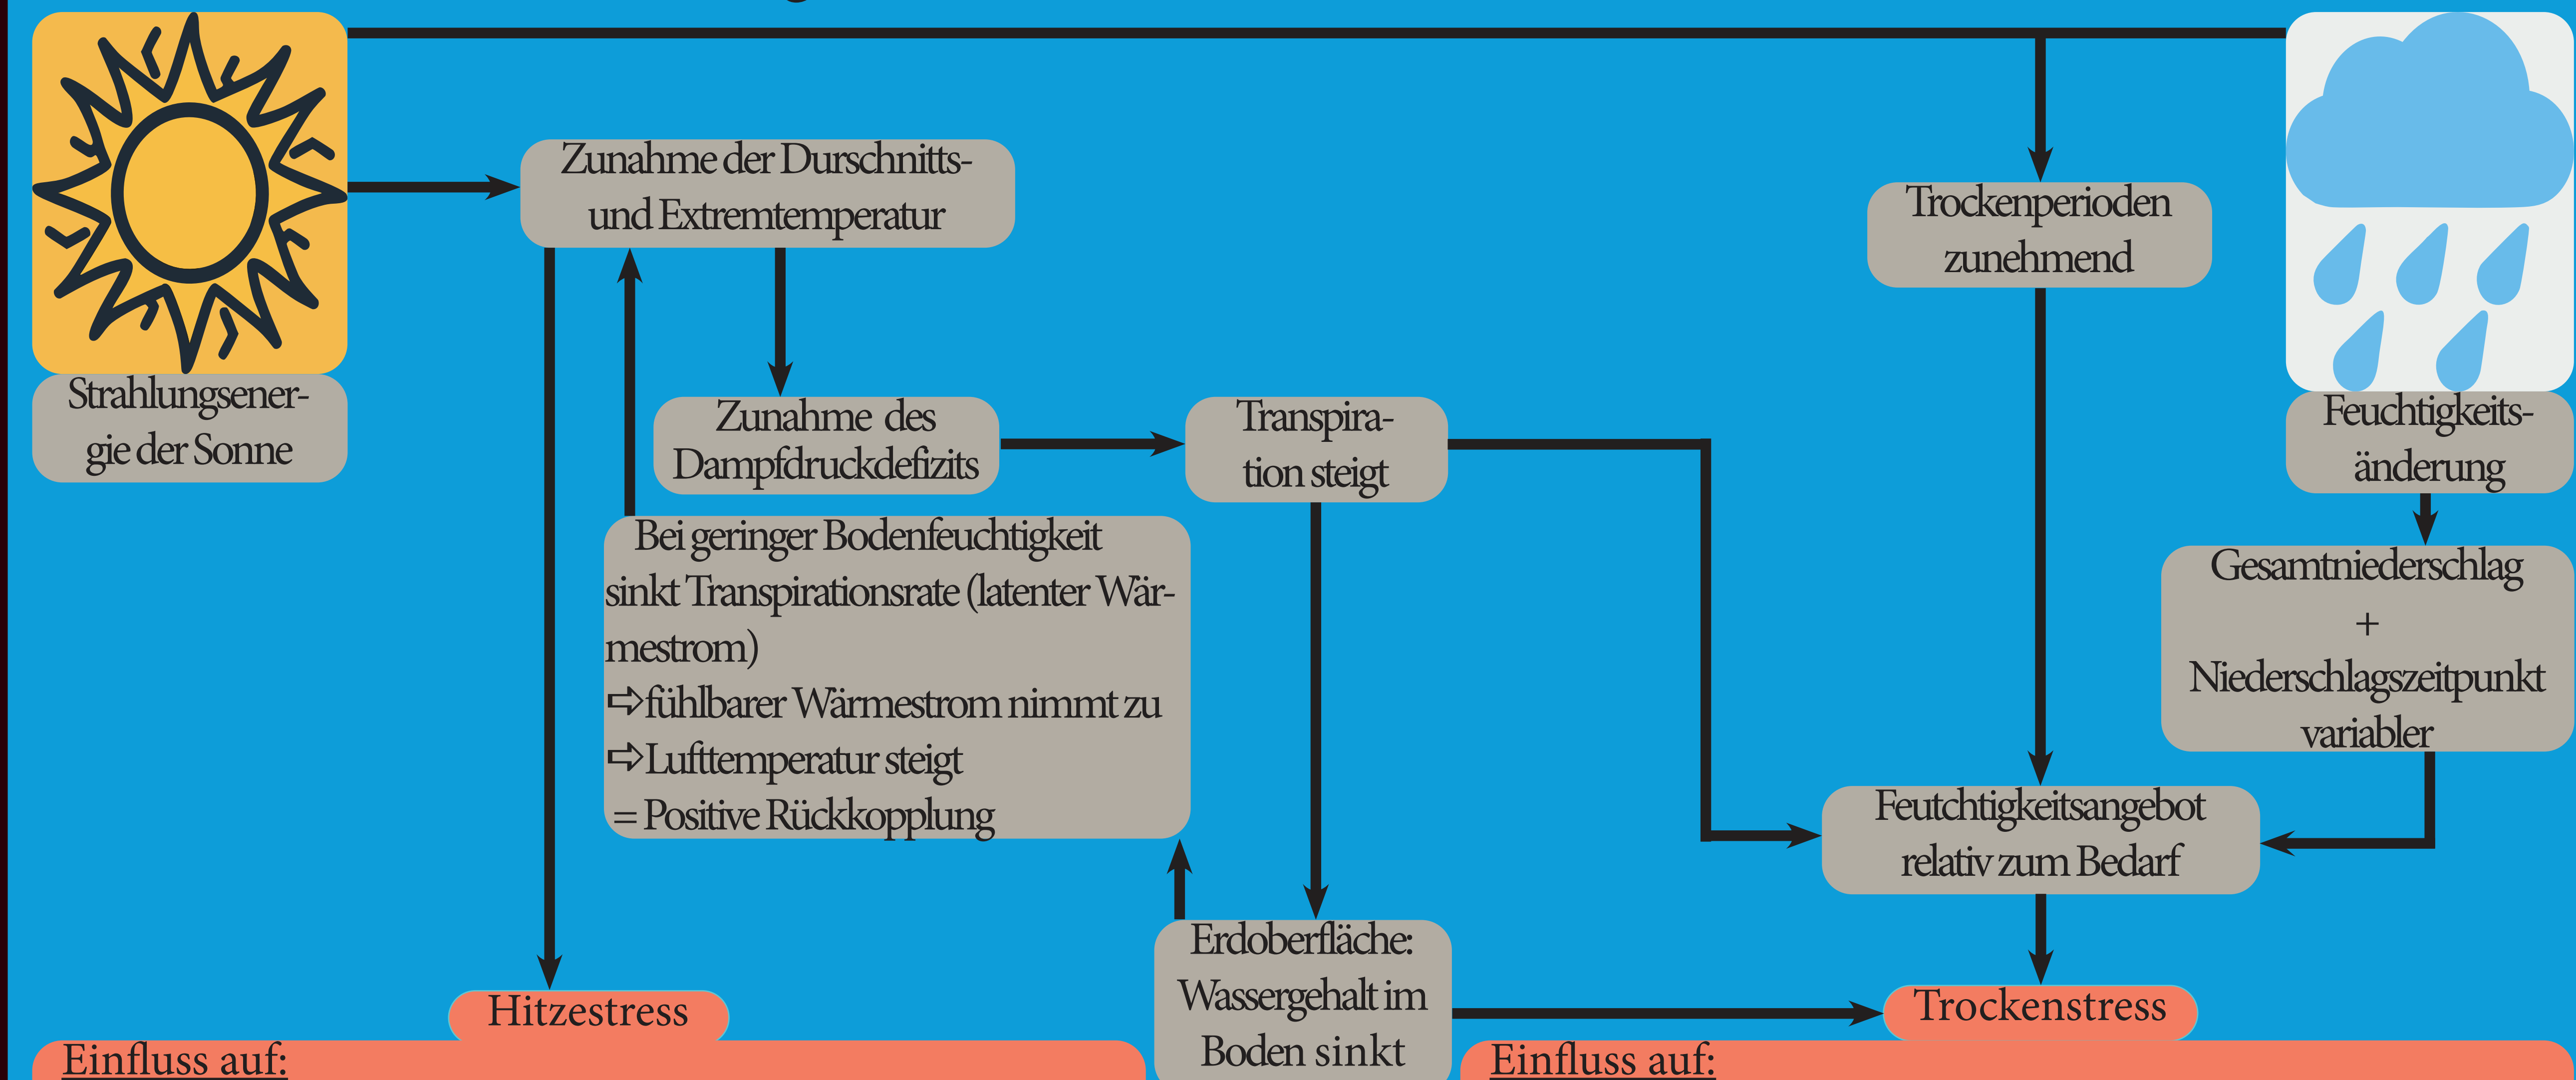 Zunahme der Durschnitts-
und Extremtemperatur
Trockenperioden
zunehmend
Strahlungsener-
gie der Sonne
Zunahme des
Dampfdruckdefizits
Transpira-
tion steigt
Feuchtigkeits-
änderung
Bei geringer Bodenfeuchtigkeit
sinkt Transpirationsrate (latenter Wär-
mestrom)
⇨fühlbarer Wärmestrom nimmt zu
⇨Lufttemperatur steigt
= Positive Rückkopplung
Gesamtniederschlag
+
Niederschlagszeitpunkt
variabler
Feutchtigkeitsangebot
relativ zum Bedarf
Erdoberfläche:
Wassergehalt im
Boden sinkt
Hitzestress
Trockenstress
Einfluss auf:
Einfluss auf: